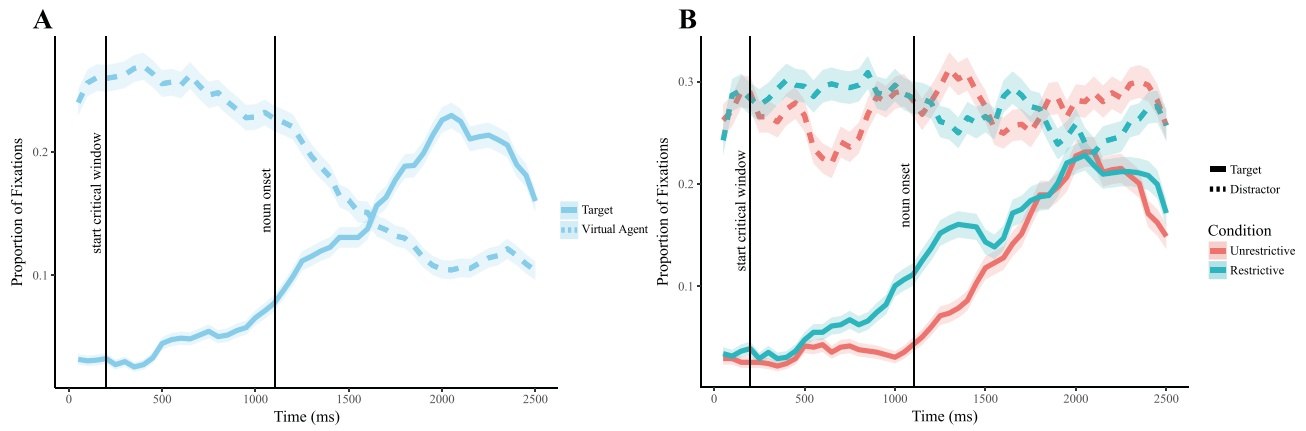 A
Proportion of Fixations
0.2
0.1
start critical window
noun onset
0
500
1000
1500
2000
2500
Time (ms)
Target
Virtual Agent
B
Proportion of Fixations
0.3
0.2
0.1
start critical window
noun onset
0
500
1000
1500
2000
2500
Time (ms)
Target
Distractor
Condition
Unrestrictive
Restrictive